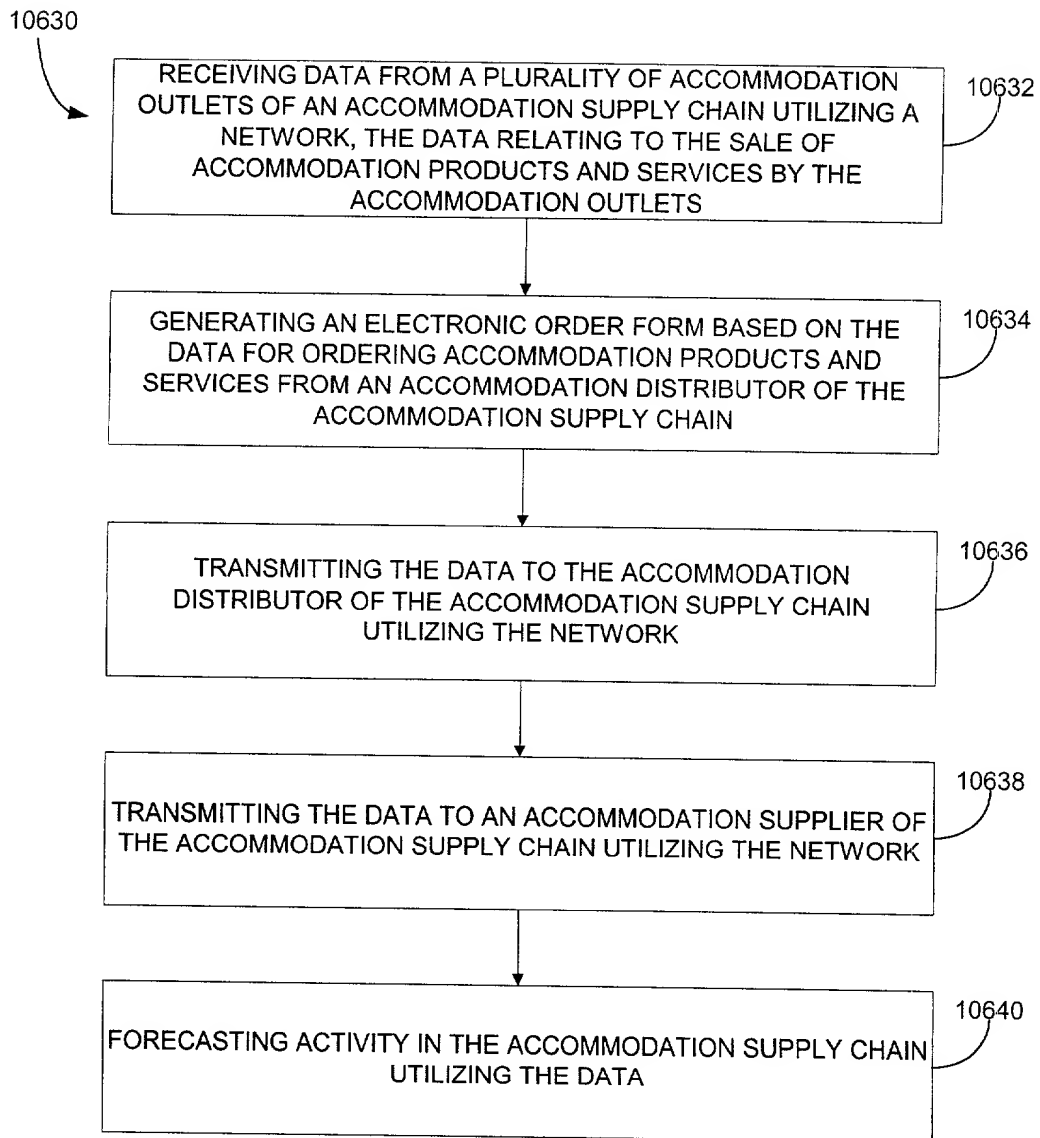 10630
RECEIVING DATA FROM A PLURALITY OF ACCOMMODATION
OUTLETS OF AN ACCOMMODATION SUPPLY CHAIN UTILIZING A
NETWORK, THE DATA RELATING TO THE SALE OF
ACCOMMODATION PRODUCTS AND SERVICES BY THE
ACCOMMODATION OUTLETS
10632
GENERATING AN ELECTRONIC ORDER FORM BASED ON THE
DATA FOR ORDERING ACCOMMODATION PRODUCTS AND
SERVICES FROM AN ACCOMMODATION DISTRIBUTOR OF THE
ACCOMMODATION SUPPLY CHAIN
10634
TRANSMITTING THE DATA TO THE ACCOMMODATION
DISTRIBUTOR OF THE ACCOMMODATION SUPPLY CHAIN
UTILIZING THE NETWORK
10636
TRANSMITTING THE DATA TO AN ACCOMMODATION SUPPLIER OF
THE ACCOMMODATION SUPPLY CHAIN UTILIZING THE NETWORK
10638
FORECASTING ACTIVITY IN THE ACCOMMODATION SUPPLY CHAIN
UTILIZING THE DATA
10640